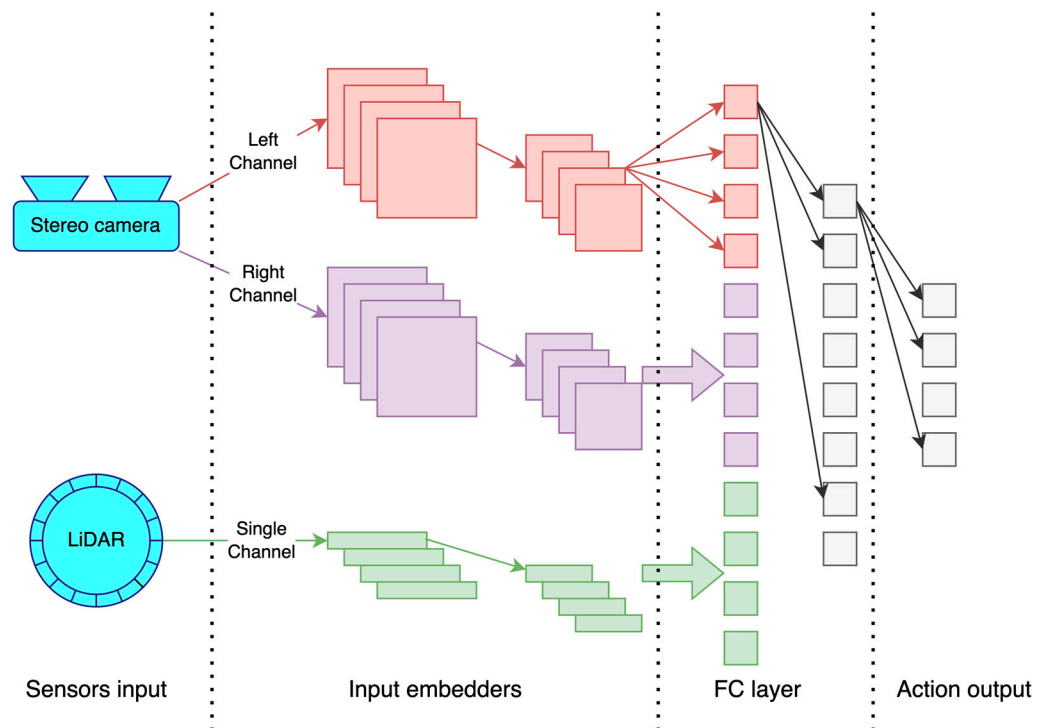 Left
Channel
Stereo camera
Right
Channel
LiDAR
Single
Channel
Sensors input
Input embedders
FC layer
Action output